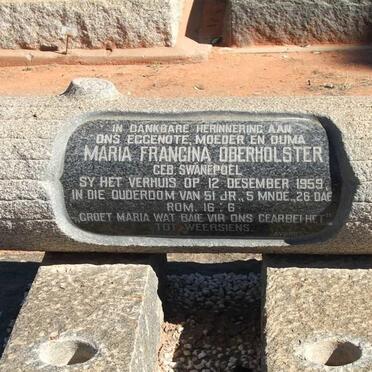 IN DANKBARE HERINNERING AAN
ONS EGGENOTE, MOEDER EN OUMA
MARIA FRANCINA OBERHOLSTER
GEB. SWANEPOEL
SY HET VERHUIS OP 12 DESEMBER 1959,
IN DIE OUDERDOM VAN 51 JR., 5 MNDE., 26 DAE
ROM. 16-6
"GROET MARIA WAT BAIE VIR ONS GEARBEI HET"
TOT WEERSIENS.